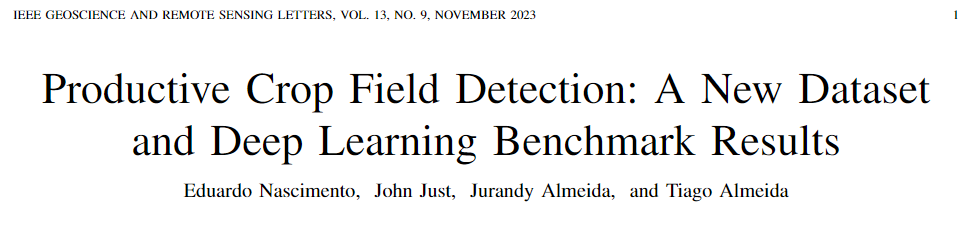 IEEE GEOSCIENCE AND REMOTE SENSING LETTERS, VOL. 13, NO. 9, NOVEMBER 2023 1
Productive Crop Field Detection: A New Dataset
and Deep Learning Benchmark Results
Eduardo Nascimento, John Just, Jurandy Almeida, and Tiago Almeida